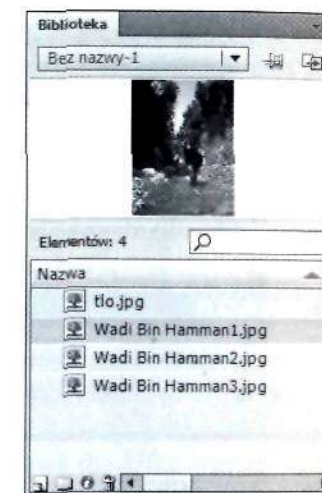 Biblioteka
Bez nazwy-1
Elementów: 4
Nazwa
tlo.jpg
Wadi Bin Hamman1.jpg
Wadi Bin Hamman2.jpg
Wadi Bin Hamman3.jpg